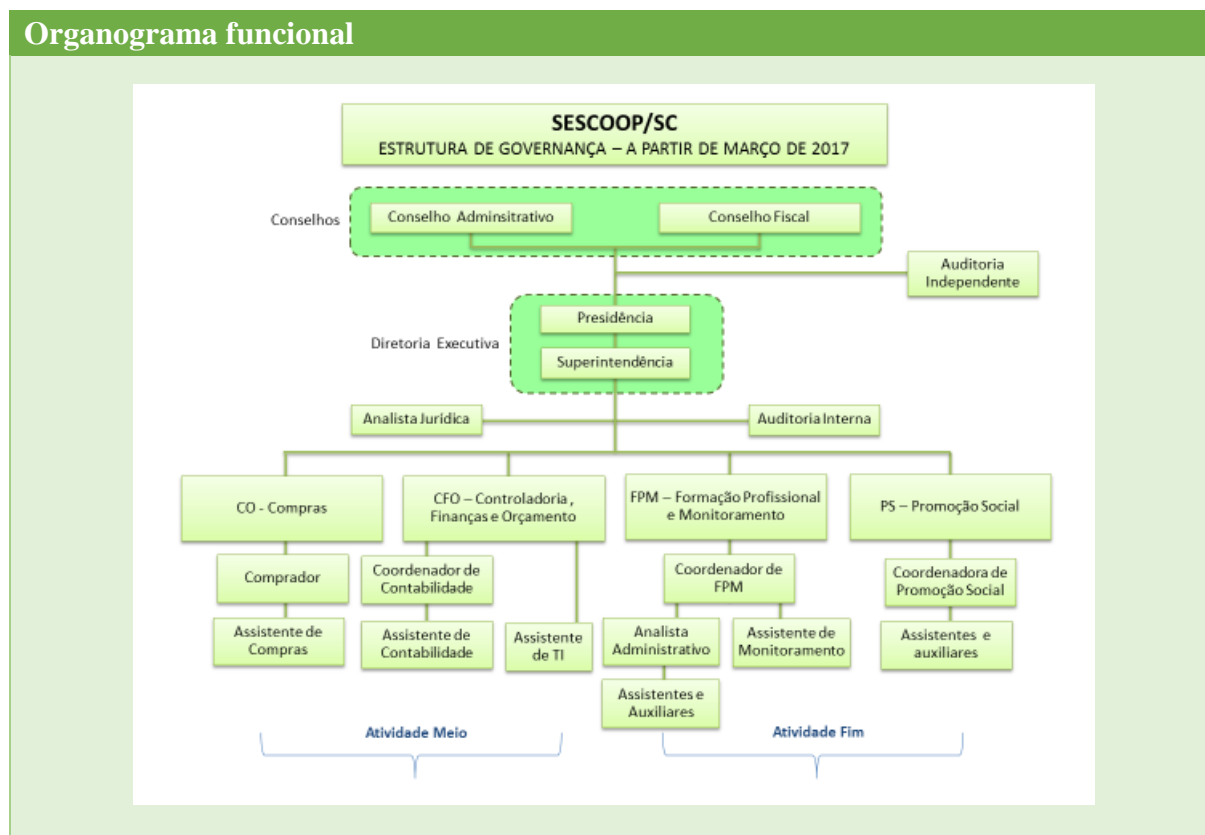 Organograma funcional
SESCOOP/SC
ESTRUTURA DE GOVERNANÇA – A PARTIR DE MARÇO DE 2017
Conselhos
Conselho Adminsitrativo
Conselho Fiscal
Auditoria
Independente
Diretoria Executiva
Presidência
Superintendência
Analista Jurídica
Auditoria Interna
CO - Compras
CFO – Controladoria ,
Finanças e Orçamento
FPM – Formação Profissional
e Monitoramento
PS – Promoção Social
Comprador
Coordenador de
Contabilidade
Coordenador de
FPM
Coordenadora de
Promoção Social
Assistente de
Compras
Assistente de
Contabilidade
Assistente
de TI
Analista
Administrativo
Assistente de
Monitoramento
Assistentes e
auxiliares
Assistentes e
Auxiliares
Atividade Meio
Atividade Fim